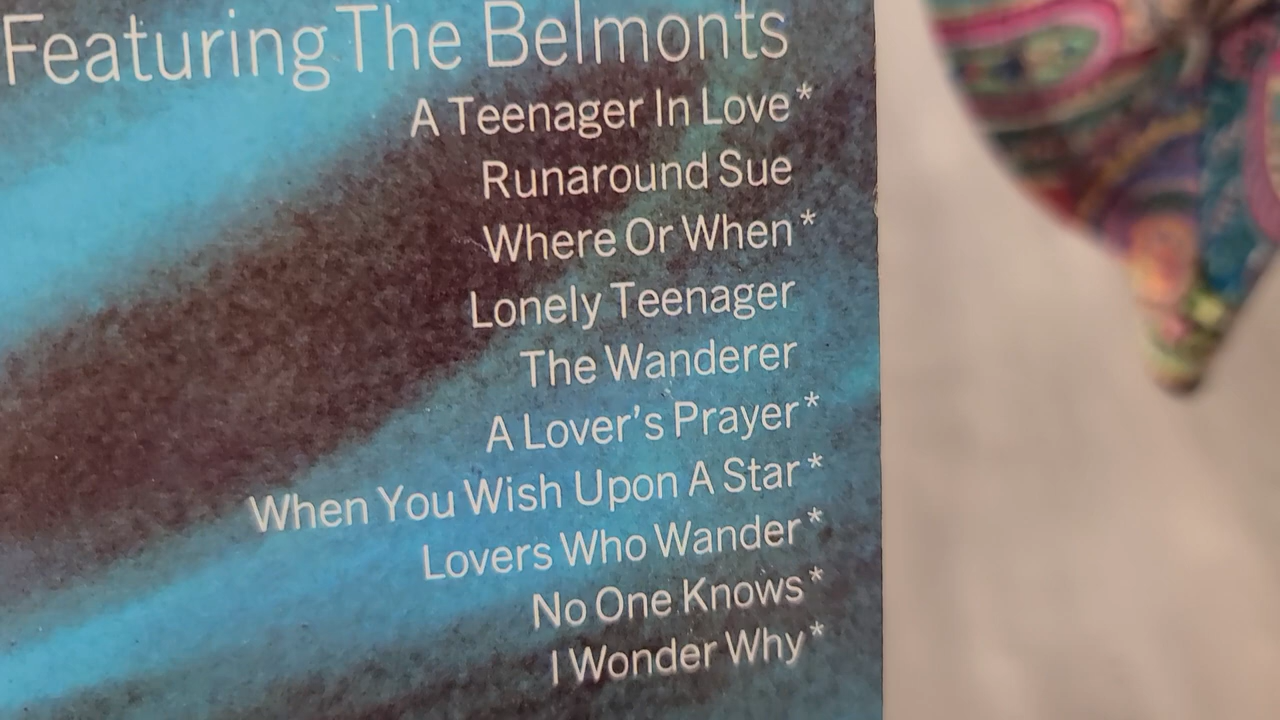 Featuring The Belmonts
A Teenager In Love*
Runaround Sue
Where Or When*
Lonely Teenager
The Wanderer
A Lover's Prayer*
When You Wish Upon A Star*
Lovers Who Wander*
No One Knows*
I Wonder Why*